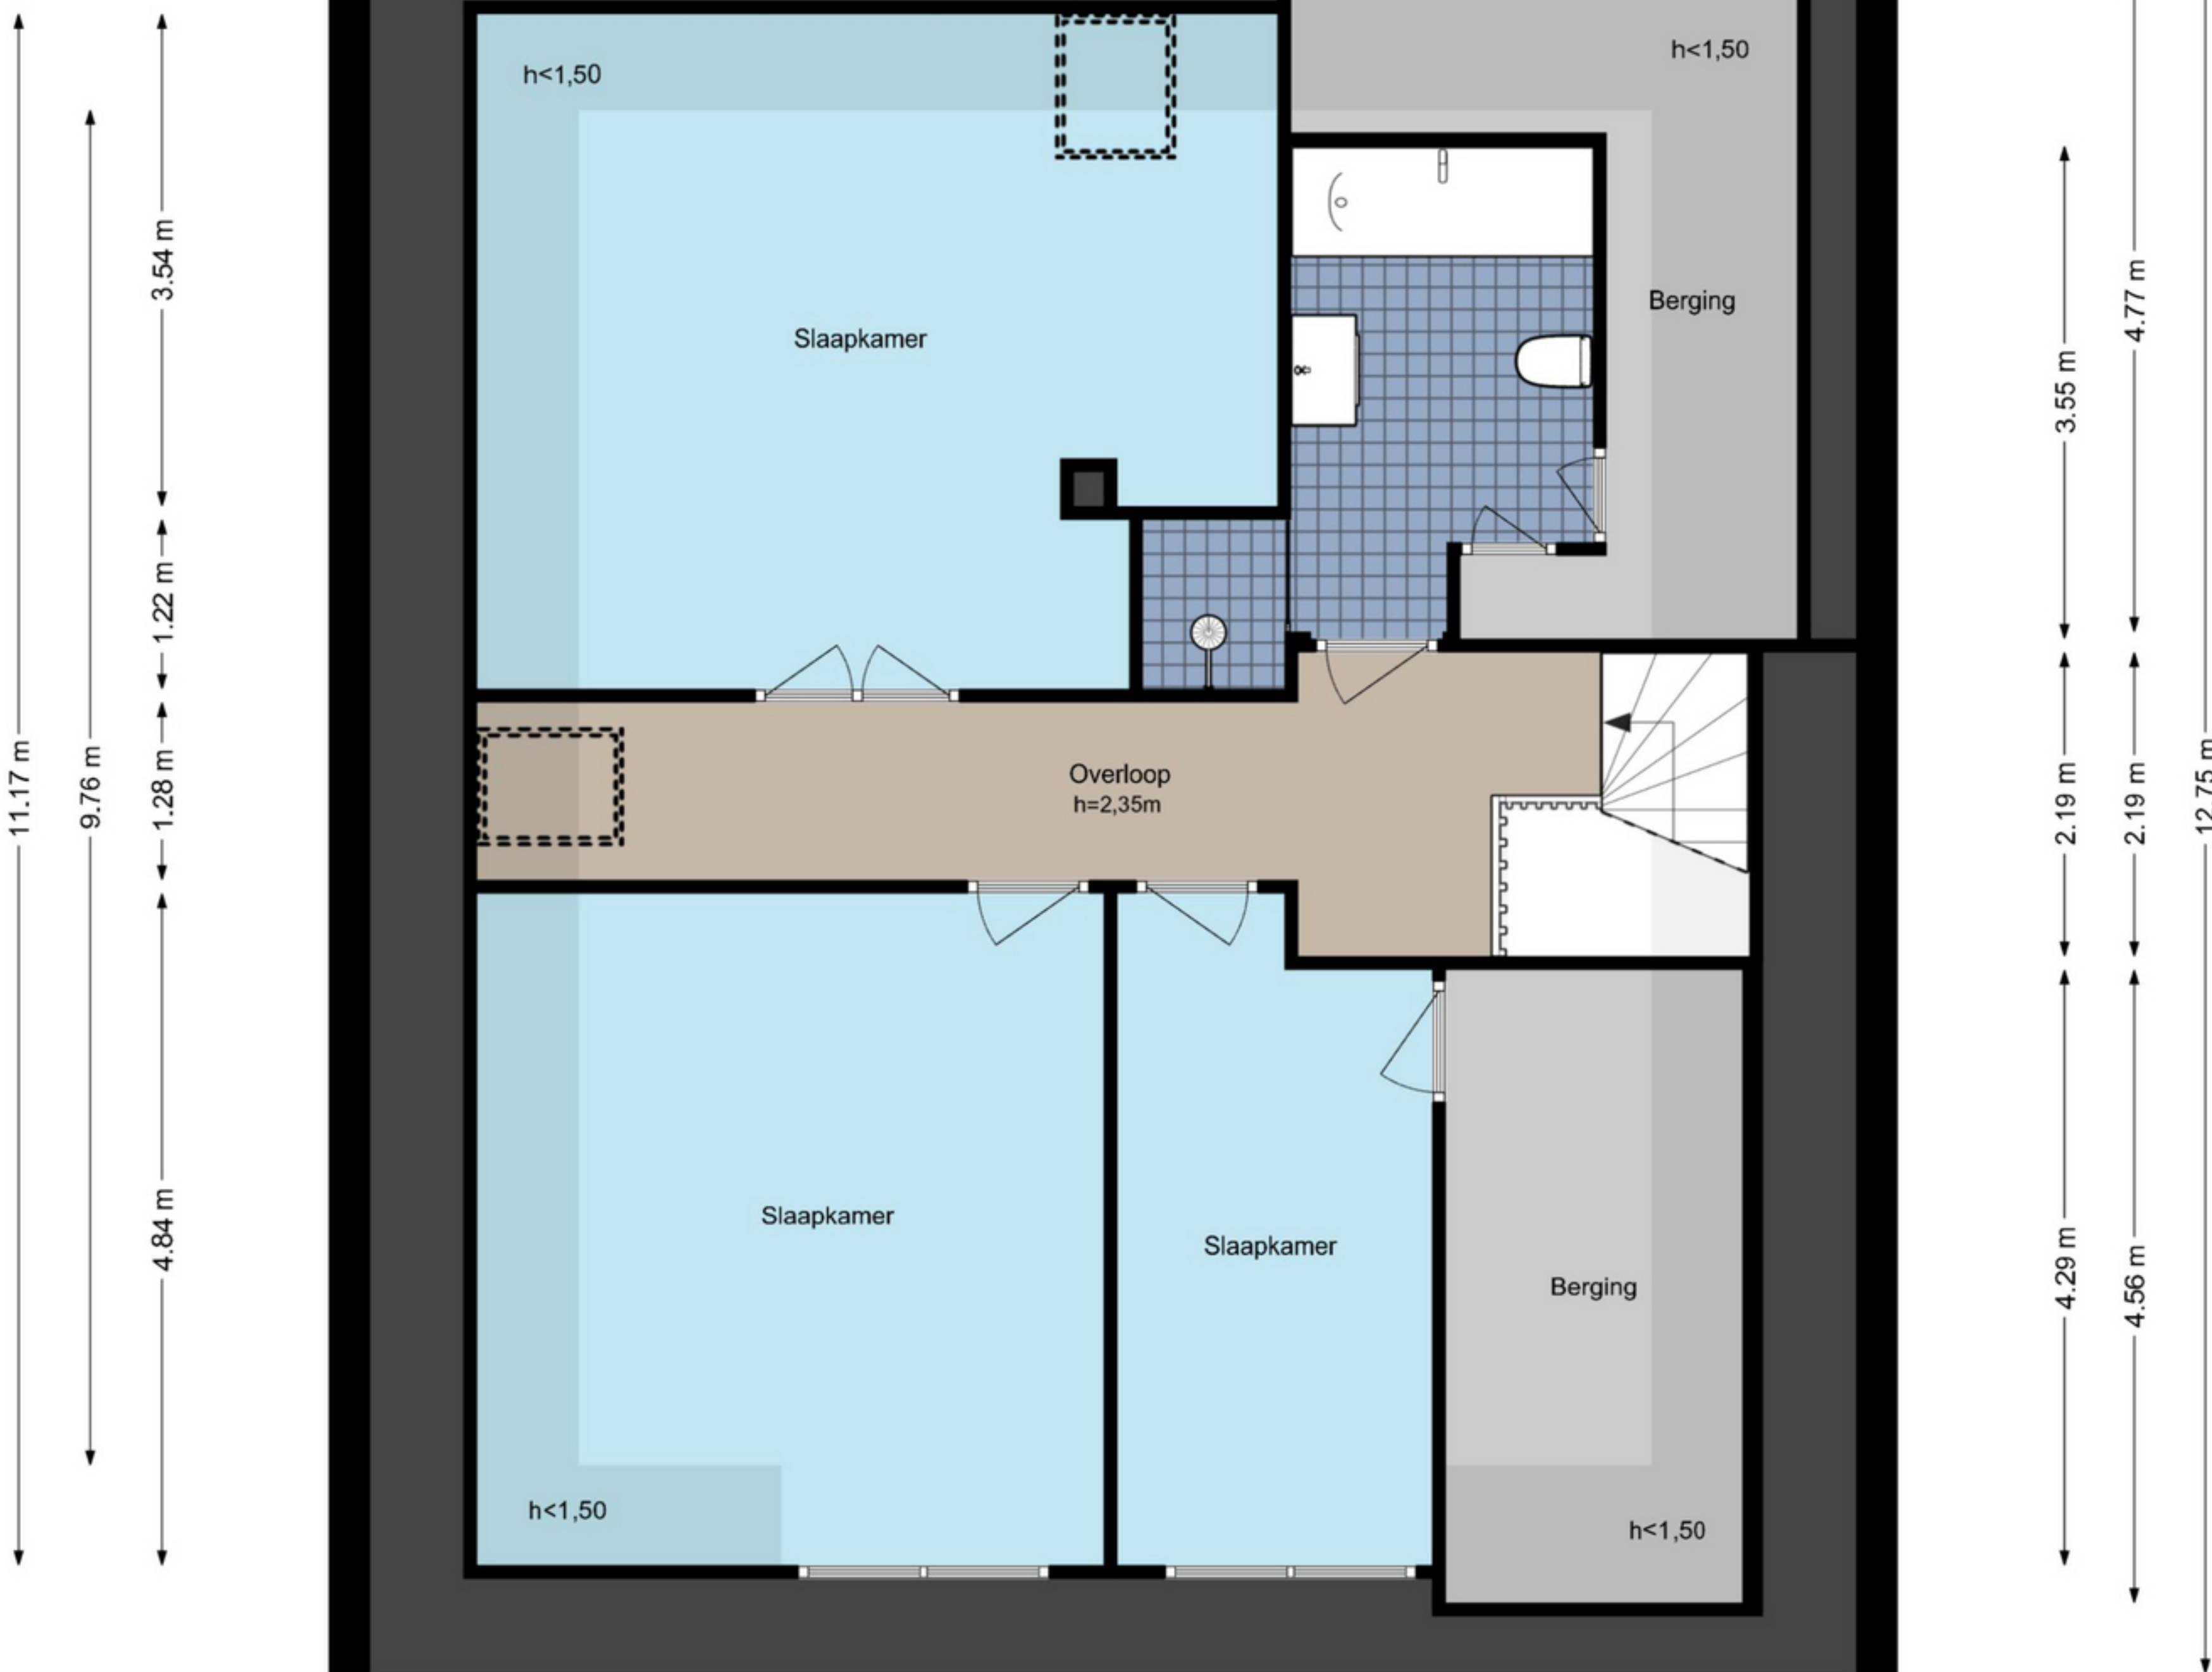 h<1,50
h<1,50
3.54 m
4.77 m
Berging
Slaapkamer
3.55 m
1.22 m
11.17 m
9.76 m
1.28 m
Overloop
h=2,35m
2.19 m
2.19 m
12.75 m
4.84 m
Slaapkamer
Slaapkamer
Berging
4.29 m
4.56 m
h<1,50
h<1,50